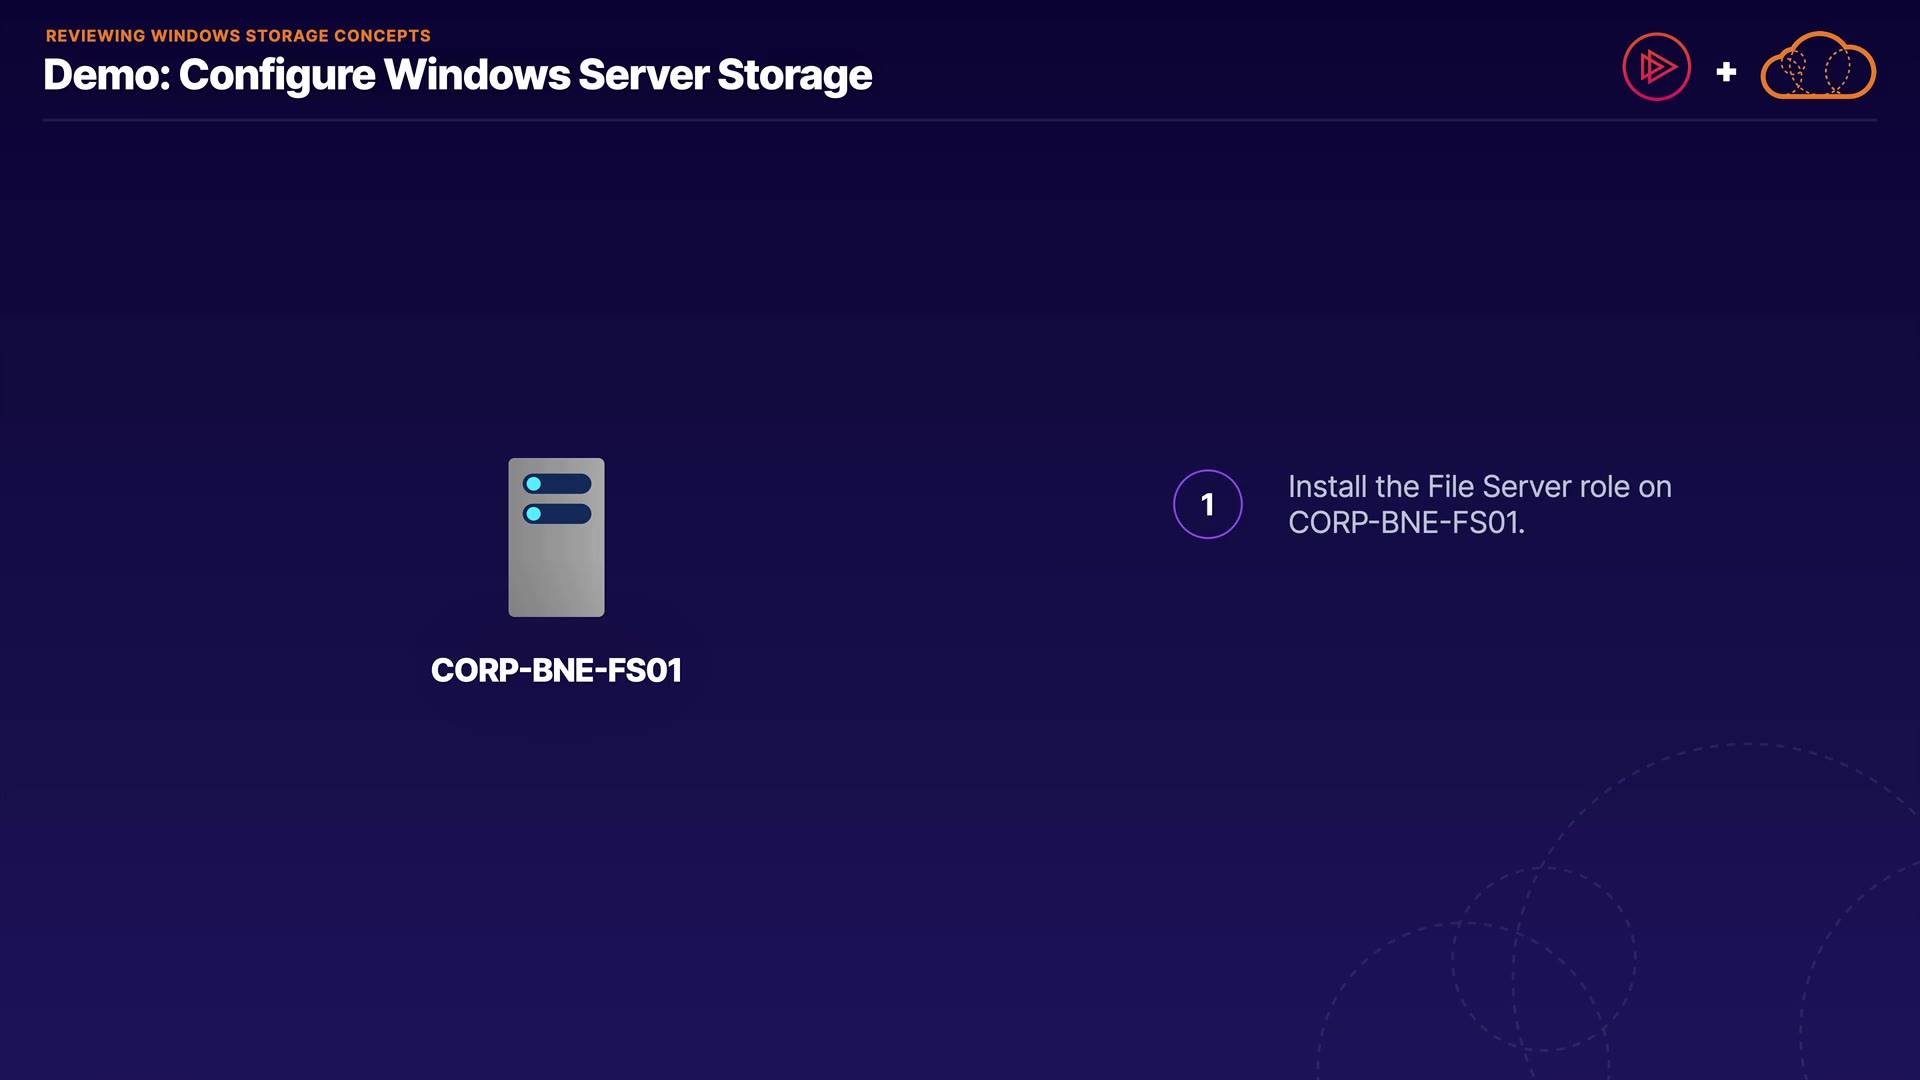 REVIEWING WINDOWS STORAGE CONCEPTS
Demo: Configure Windows Server Storage
+
1
Install the File Server role on
CORP-BNE-FS01.
CORP-BNE-FS01